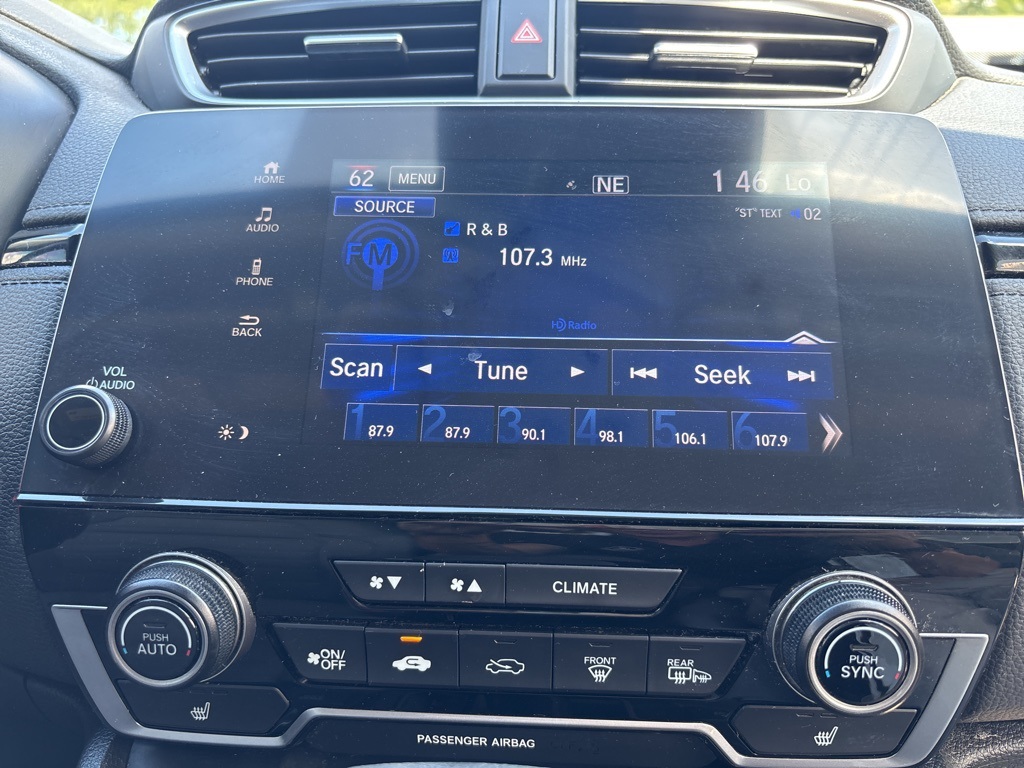 HOME
62 MENU NE 1 46 Lo
SOURCE
"ST" TEXT 02
AUDIO
FM
R & B
107.3 MHz
PHONE
HD Radio
BACK
Scan Tune Seek
VOL
AUDIO
1 87.9 2 87.9 3 90.1 4 98.1 5 106.1 6 107.9
CLIMATE
PUSH
AUTO
ON/
OFF
FRONT
REAR
PUSH
SYNC
PASSENGER AIRBAG